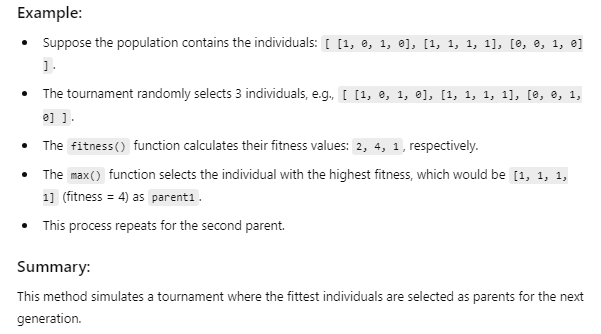 Example:
• Suppose the population contains the individuals: [ [1, 0, 1, 0], [1, 1, 1, 1], [0, 0, 1, 0]
] .
• The tournament randomly selects 3 individuals, e.g., [ [1, 0, 1, 0], [1, 1, 1, 1], [0, 0, 1,
0] ] .
• The fitness() function calculates their fitness values: 2, 4, 1 , respectively.
• The max() function selects the individual with the highest fitness, which would be [1, 1, 1,
1] (fitness = 4) as parent1 .
• This process repeats for the second parent.
Summary:
This method simulates a tournament where the fittest individuals are selected as parents for the next
generation.